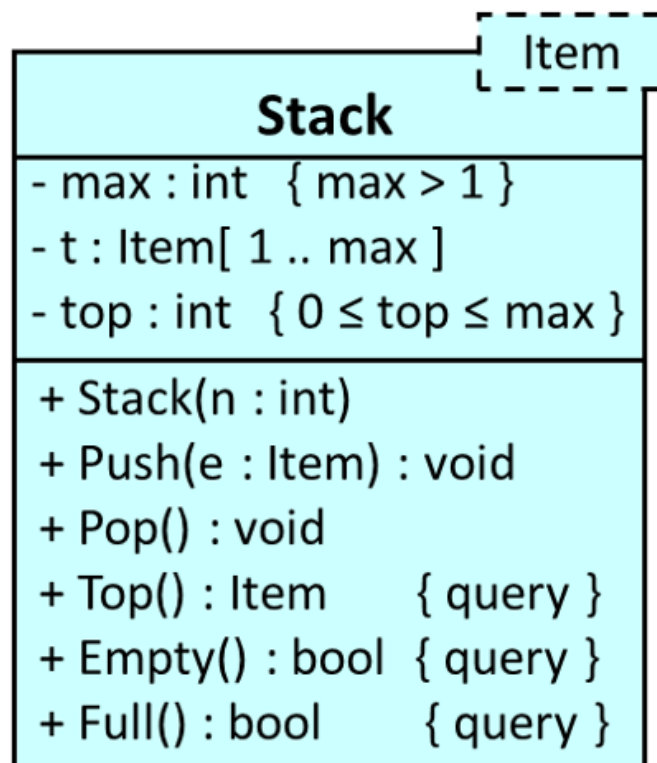 Item
Stack
- max : int { max > 1 }
- t : Item[ 1 .. max ]
- top : int { 0 ≤ top ≤ max }
+ Stack(n : int)
+ Push(e : Item) : void
+ Pop() : void
+ Top() : Item { query }
+ Empty() : bool { query }
+ Full() : bool { query }